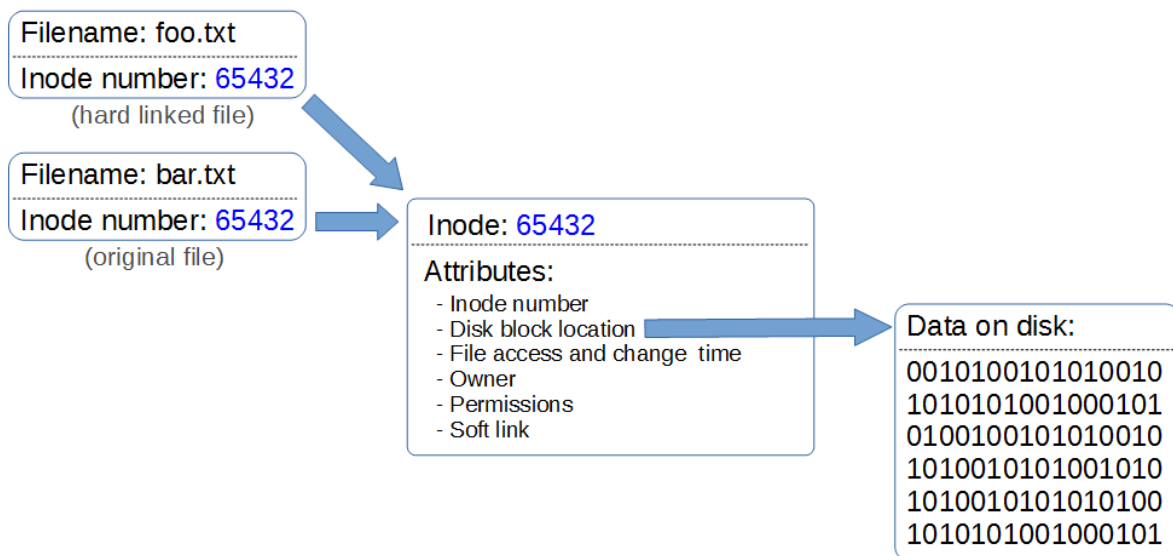 Filename: foo.txt
Inode number: 65432
(hard linked file)
Filename: bar.txt
Inode number: 65432
(original file)
Inode: 65432
Attributes:
- Inode number
- Disk block location
- File access and change time
- Owner
- Permissions
- Soft link
Data on disk:
0010100101010010
1010101001000101
0100100101010010
1010010101001010
1010010101010100
1010101001000101